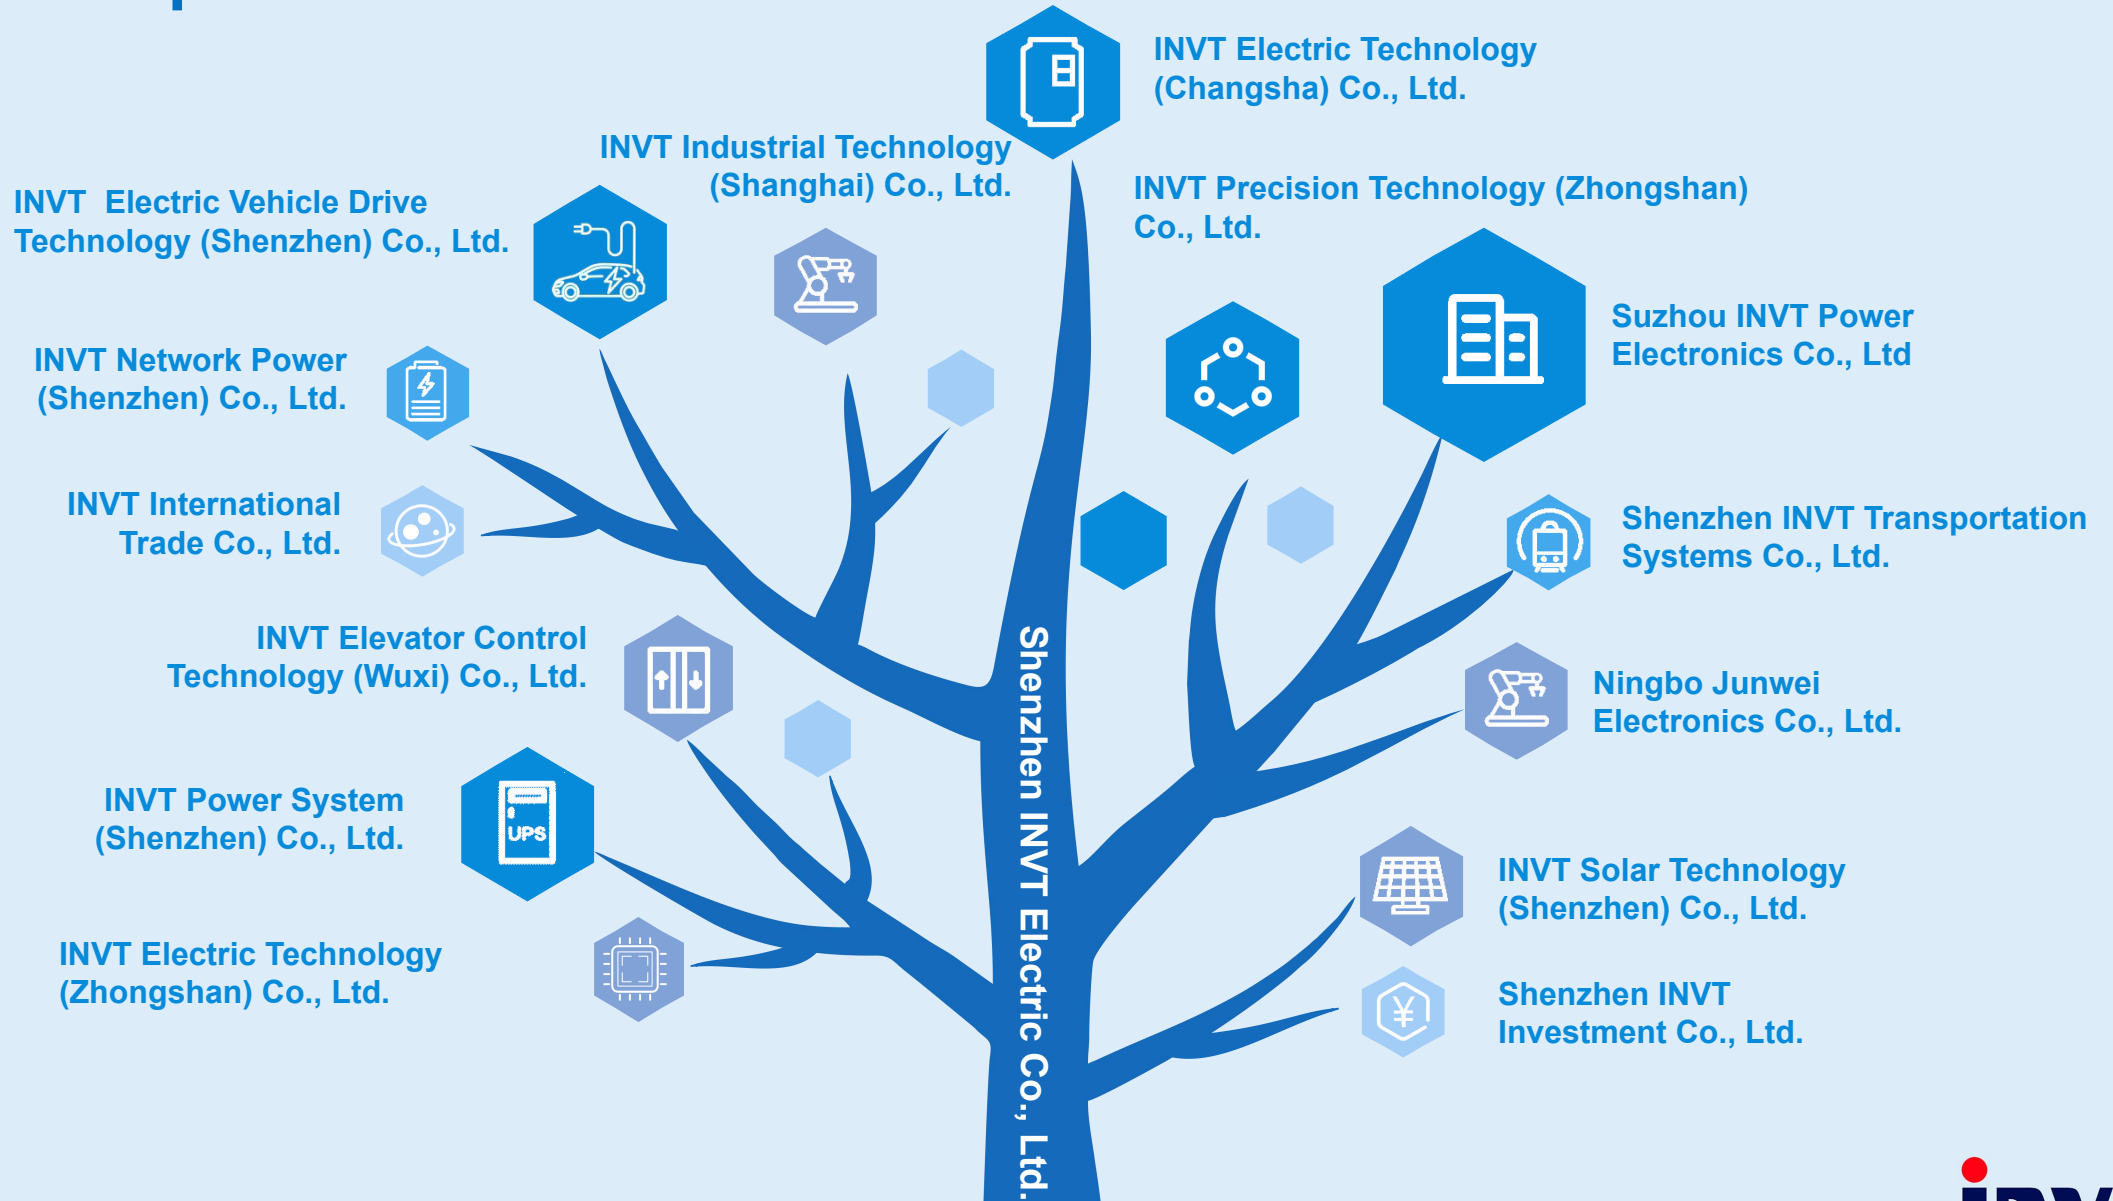 INVT Electric Technology
(Changsha) Co., Ltd.
INVT Industrial Technology
(Shanghai) Co., Ltd.
INVT Precision Technology (Zhongshan)
Co., Ltd.
INVT  Electric Vehicle Drive
Technology (Shenzhen) Co., Ltd.
Suzhou INVT Power
Electronics Co., Ltd
INVT Network Power
(Shenzhen) Co., Ltd.
INVT International
Trade Co., Ltd.
Shenzhen INVT Transportation
Systems Co., Ltd.
INVT Elevator Control
Technology (Wuxi) Co., Ltd.
Ningbo Junwei
Electronics Co., Ltd.
INVT Power System
(Shenzhen) Co., Ltd.
UPS
INVT Solar Technology
(Shenzhen) Co., Ltd.
INVT Electric Technology
(Zhongshan) Co., Ltd.
Shenzhen INVT
Investment Co., Ltd.
¥
Shenzhen INVT Electric Co., Ltd.